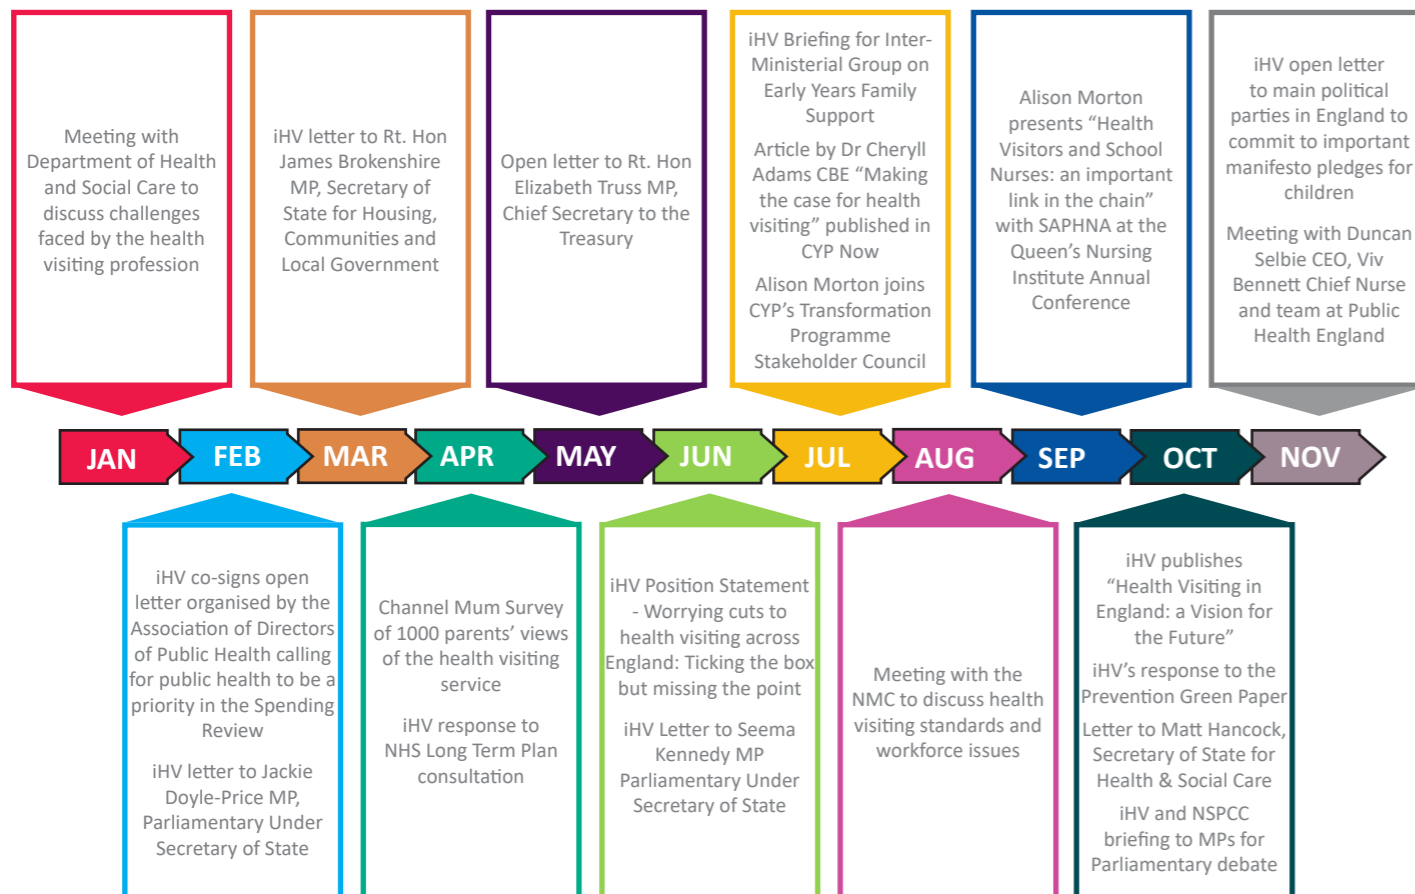 Meeting with
Department of Health
and Social Care to
discuss challenges
faced by the health
visiting profession
iHV letter to Rt. Hon
James Brokenshire
MP, Secretary of
State for Housing,
Communities and
Local Government
Open letter to Rt. Hon
Elizabeth Truss MP,
Chief Secretary to the
Treasury
iHV Briefing for Inter-
Ministerial Group on
Early Years Family
Support
Article by Dr Cheryll
Adams CBE “Making
the case for health
visiting” published in
CYP Now
Alison Morton joins
CYP’s Transformation
Programme
Stakeholder Council
Alison Morton
presents “Health
Visitors and School
Nurses: an important
link in the chain”
with SAPHNA at the
Queen’s Nursing
Institute Annual
Conference
iHV open letter
to main political
parties in England to
commit to important
manifesto pledges for
children
Meeting with Duncan
Selbie CEO, Viv
Bennett Chief Nurse
and team at Public
Health England
JAN
FEB
MAR
APR
MAY
JUN
JUL
AUG
SEP
OCT
NOV
iHV co-signs open
letter organised by the
Association of Directors
of Public Health calling
for public health to be a
priority in the Spending
Review
iHV letter to Jackie
Doyle-Price MP,
Parliamentary Under
Secretary of State
Channel Mum Survey
of 1000 parents’ views
of the health visiting
service
iHV response to
NHS Long Term Plan
consultation
iHV Position Statement
- Worrying cuts to
health visiting across
England: Ticking the box
but missing the point
iHV Letter to Seema
Kennedy MP
Parliamentary Under
Secretary of State
Meeting with the
NMC to discuss health
visiting standards and
workforce issues
iHV publishes
“Health Visiting in
England: a Vision for
the Future”
iHV’s response to the
Prevention Green Paper
Letter to Matt Hancock,
Secretary of State for
Health & Social Care
iHV and NSPCC
briefing to MPs for
Parliamentary debate